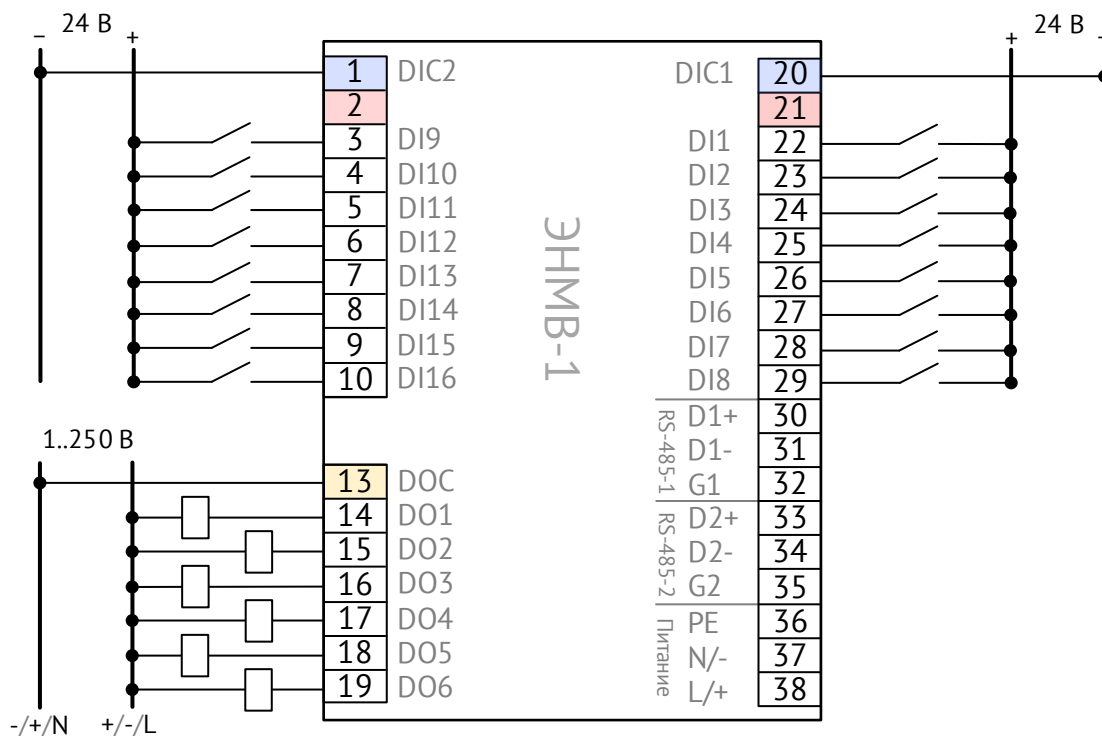 − 24 В +
1 DIC2
2
3 DI9
4 DI10
5 DI11
6 DI12
7 DI13
8 DI14
9 DI15
10 DI16
1..250 В
13 DOC
14 DO1
15 DO2
16 DO3
17 DO4
18 DO5
19 DO6
-/+/N +/-/L
ЭНМВ-1
+ 24 В −
DIC1 20
21
DI1 22
DI2 23
DI3 24
DI4 25
DI5 26
DI6 27
DI7 28
DI8 29
RS-485-1
D1+ 30
D1- 31
G1 32
RS-485-2
D2+ 33
D2- 34
G2 35
Питание
PE 36
N/- 37
L/+ 38